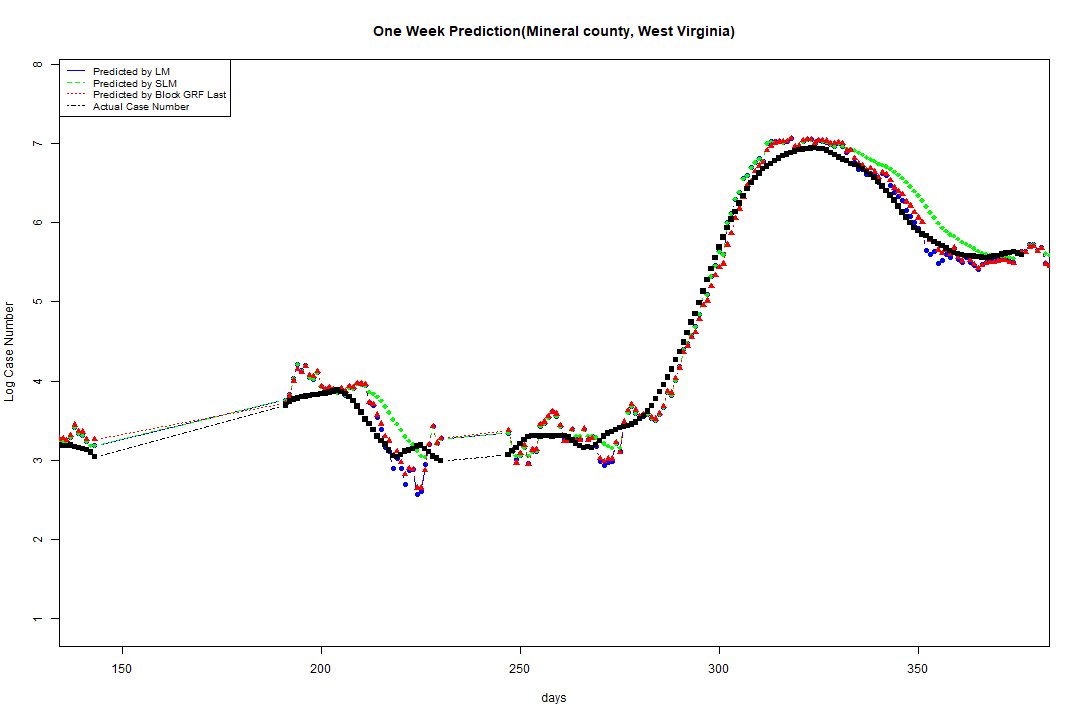 One Week Prediction(Mineral county, West Virginia)
Predicted by LM
Predicted by SLM
Predicted by Block GRF Last
Actual Case Number
Log Case Number
8
7
6
5
4
3
2
1
150 200 250 300 350
days